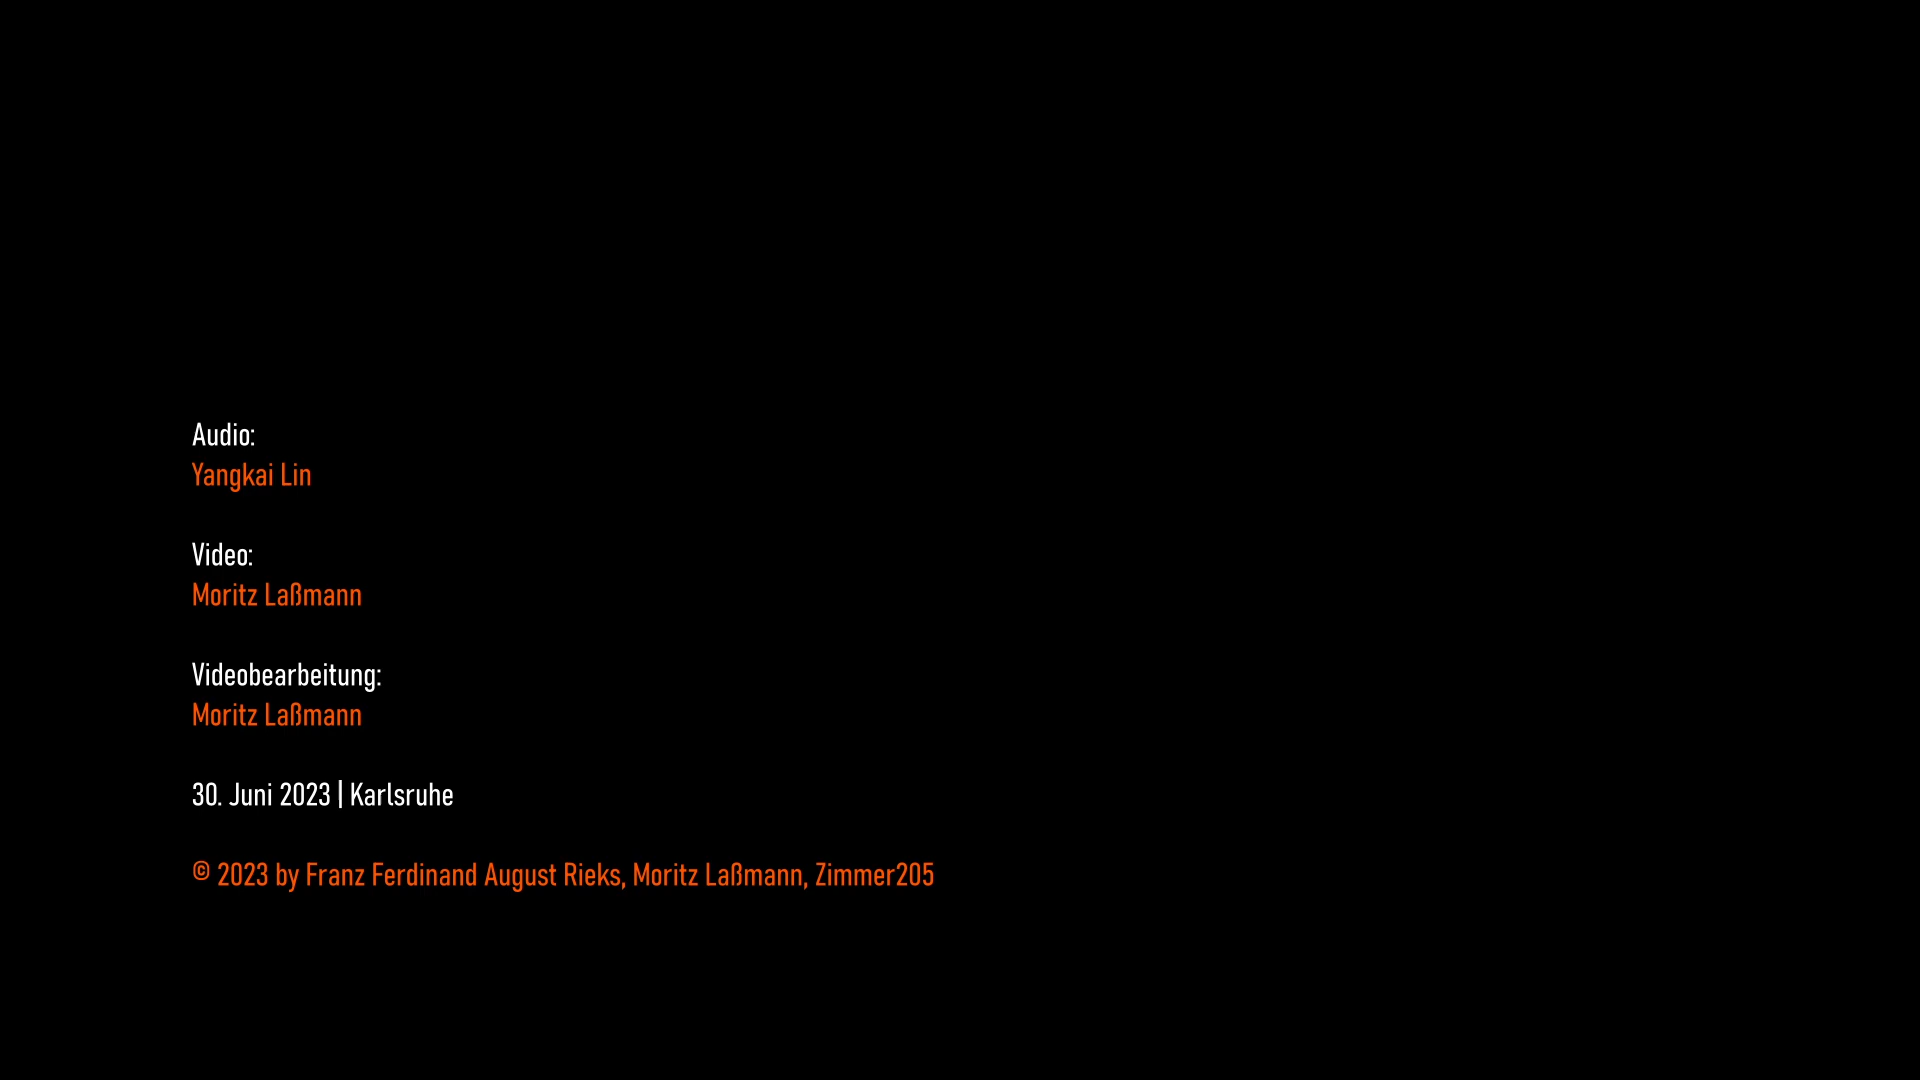 Audio:
Yangkai Lin
Video:
Moritz Laßmann
Videobearbeitung:
Moritz Laßmann
30. Juni 2023 | Karlsruhe
© 2023 by Franz Ferdinand August Rieks, Moritz Laßmann, Zimmer205